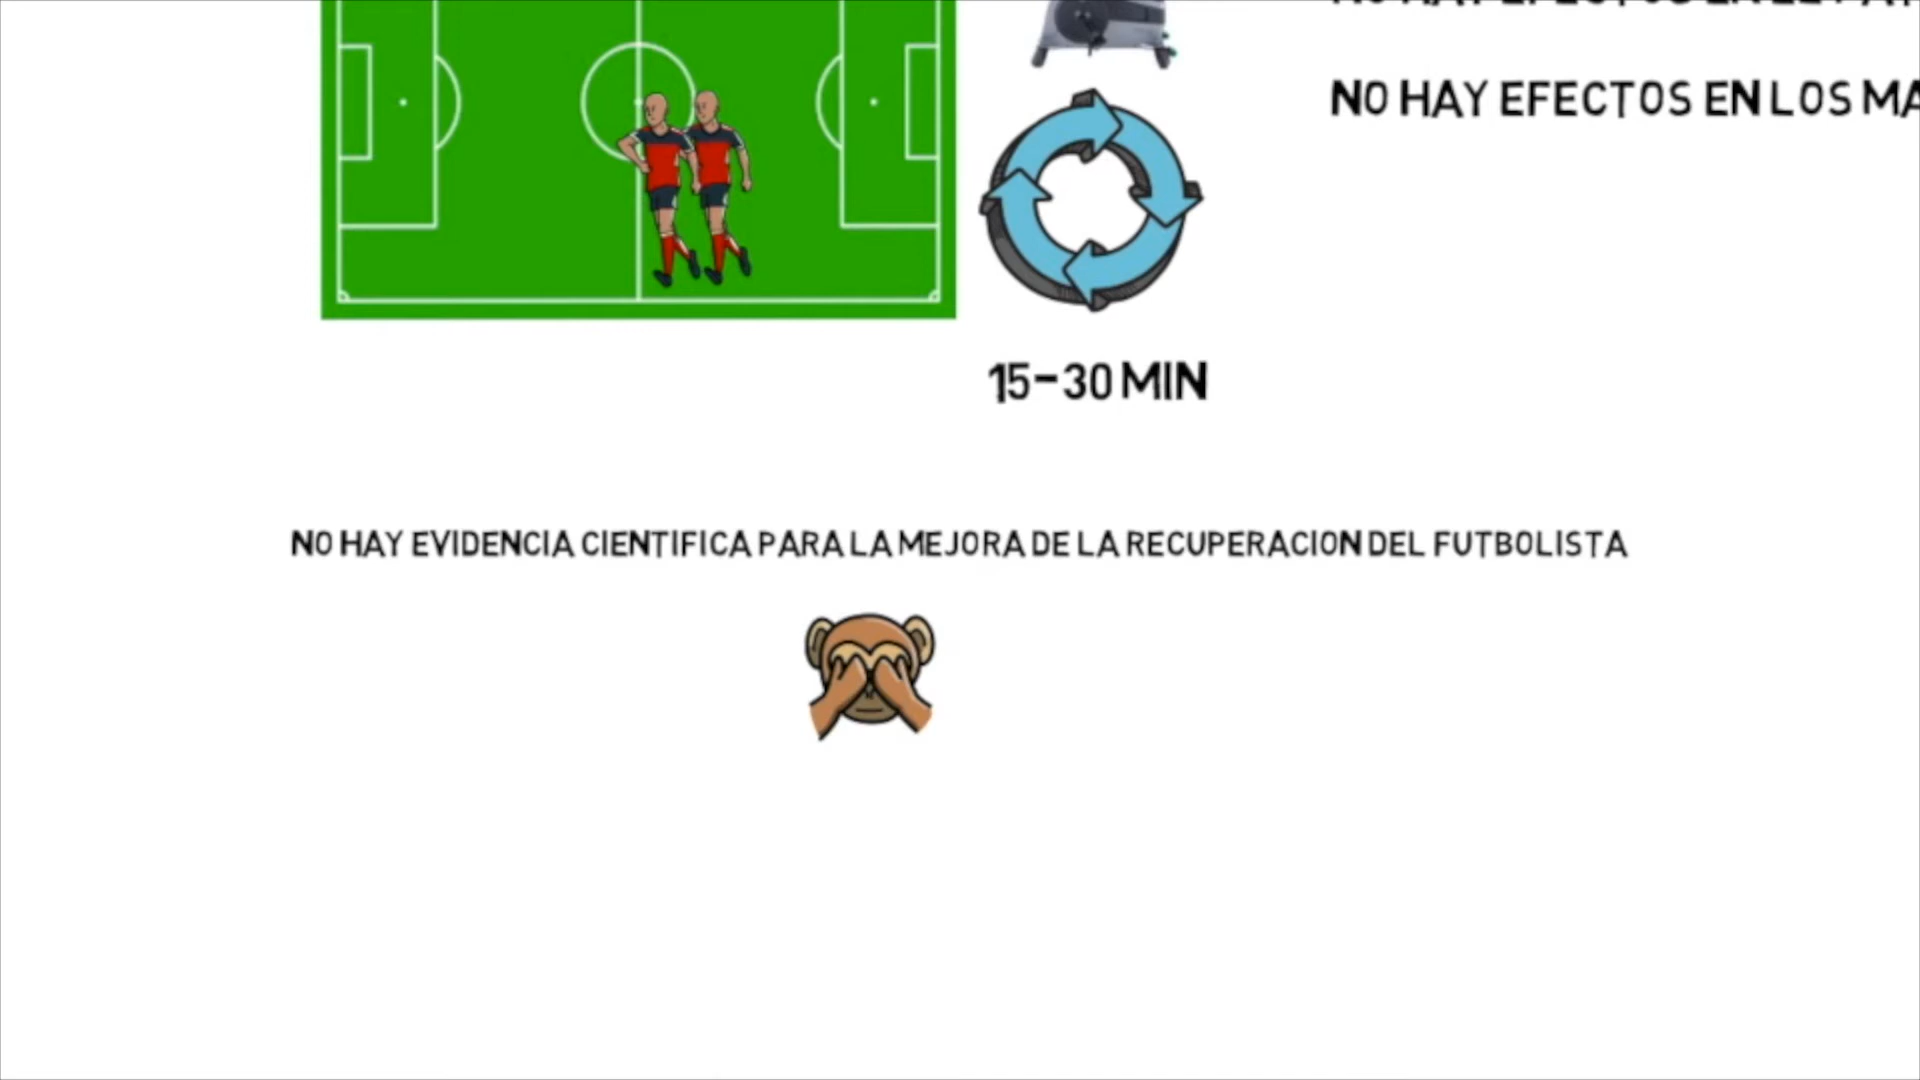 NO HAY EFECTOS EN LOS
15-30 MIN
NO HAY EVIDENCIA CIENTIFICA PARA LA MEJORA DE LA RECUPERACION DEL FUTBOLISTA